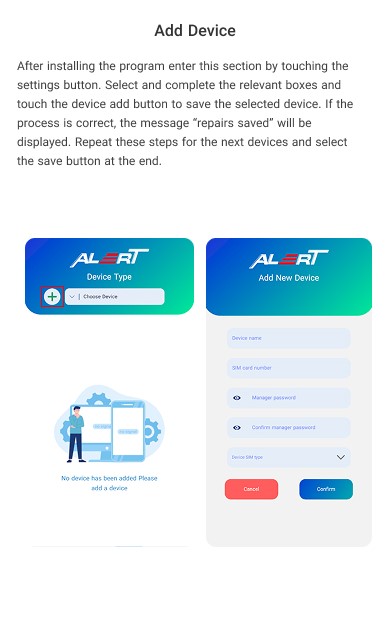 Add Device
After installing the program enter this section by touching the
settings button. Select and complete the relevant boxes and
touch the device add button to save the selected device. If the
process is correct, the message “repairs saved” will be
displayed. Repeat these steps for the next devices and select
the save button at the end.
ALERT
Device Type
Choose Device
No device has been added Please
add a device
ALERT
Add New Device
Device name
SIM card number
Manager password
Confirm manager password
Device SIM type
Cancel
Confirm